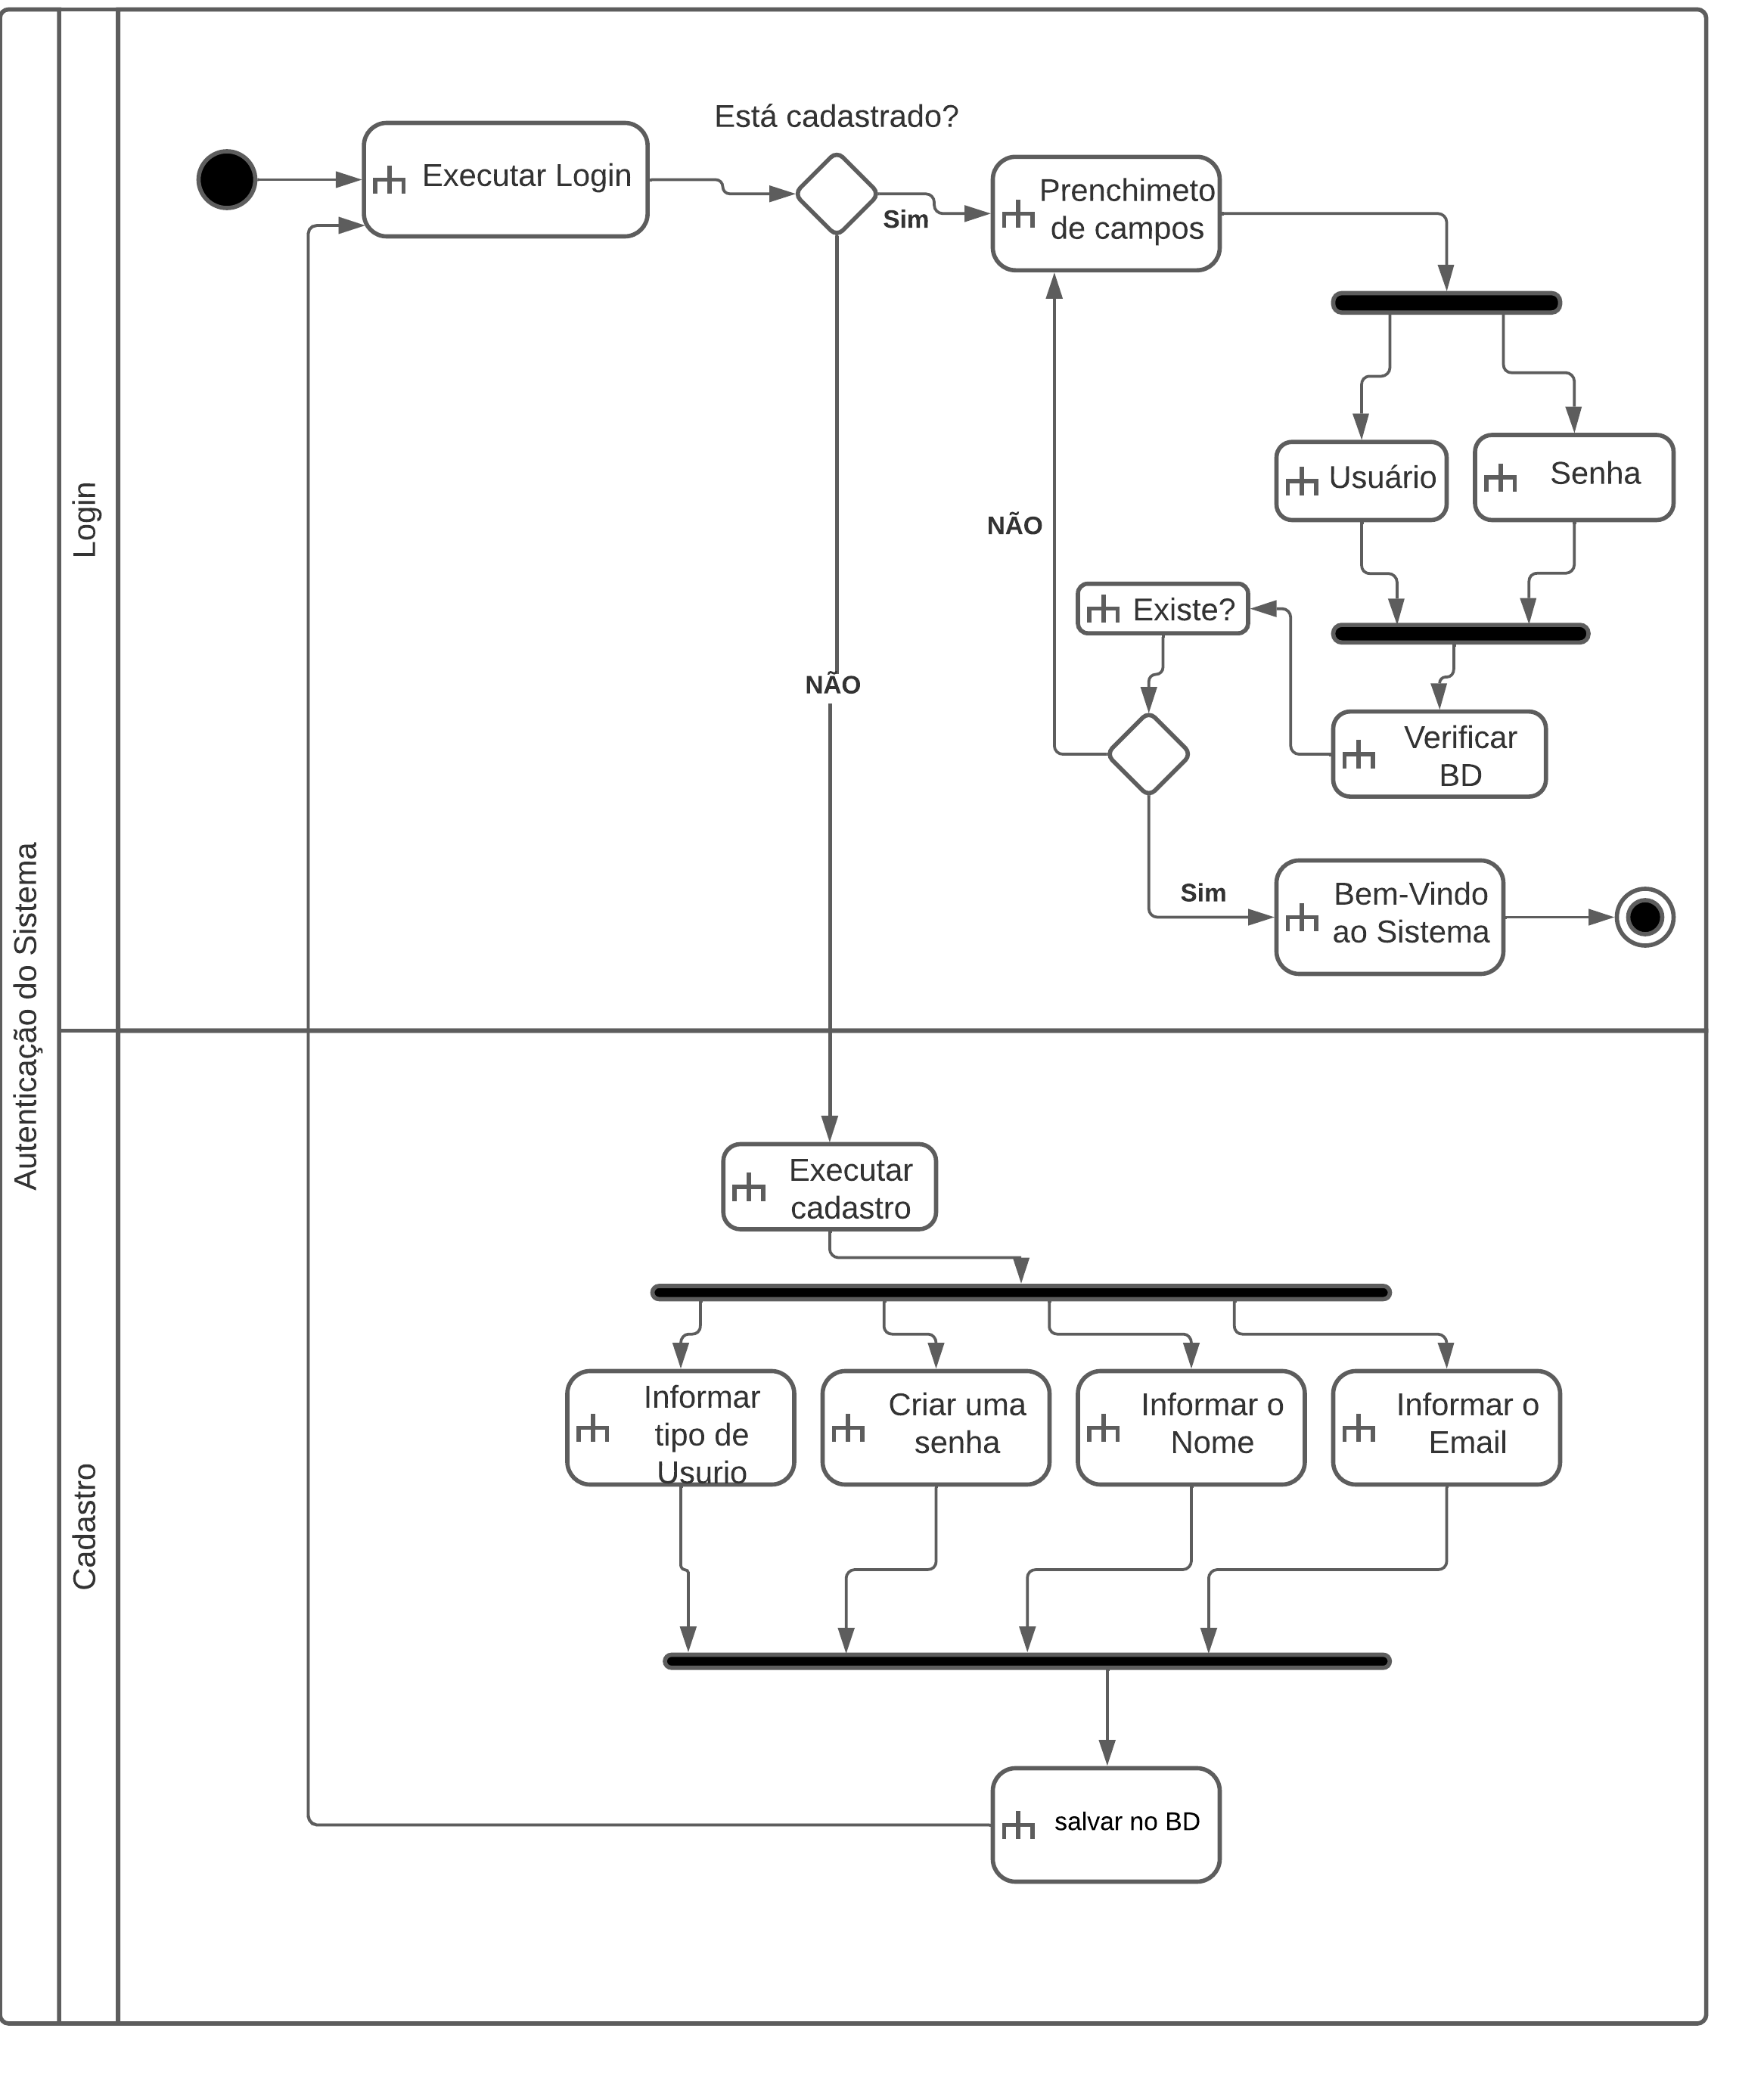 Autenticação do Sistema
Login
Está cadastrado?
Executar Login
Sim
Prenchimeto
de campos
Usuário
Senha
NÃO
Existe?
NÃO
Verificar
BD
Sim
Bem-Vindo
ao Sistema
Cadastro
Executar
cadastro
Informar
tipo de
Usurio
Criar uma
senha
Informar o
Nome
Informar o
Email
salvar no BD